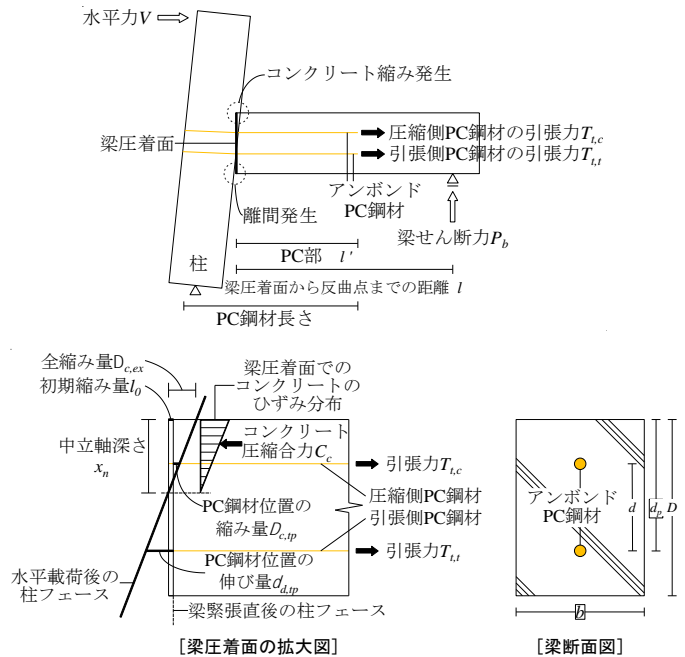 水平力V
コンクリート縮み発生
梁圧着面
圧縮側PC鋼材の引張力Tt,c
引張側PC鋼材の引張力Tt,t
アンボンド
PC鋼材
離間発生
梁せん断力Pb
柱
PC部 l'
梁圧着面から反曲点までの距離 l
PC鋼材長さ
全縮み量Dc,ex
初期縮み量l0
梁圧着面での
コンクリートの
ひずみ分布
中立軸深さ
xn
コンクリート
圧縮合力Cc
引張力Tt,c
圧縮側PC鋼材
引張側PC鋼材
PC鋼材位置の
縮み量Dc,tp
引張力Tt,t
PC鋼材位置の
伸び量dd,tp
水平載荷後の
柱フェース
梁緊張直後の柱フェース
アンボンド
PC鋼材
d
dp
D
b
[梁圧着面の拡大図]
[梁断面図]